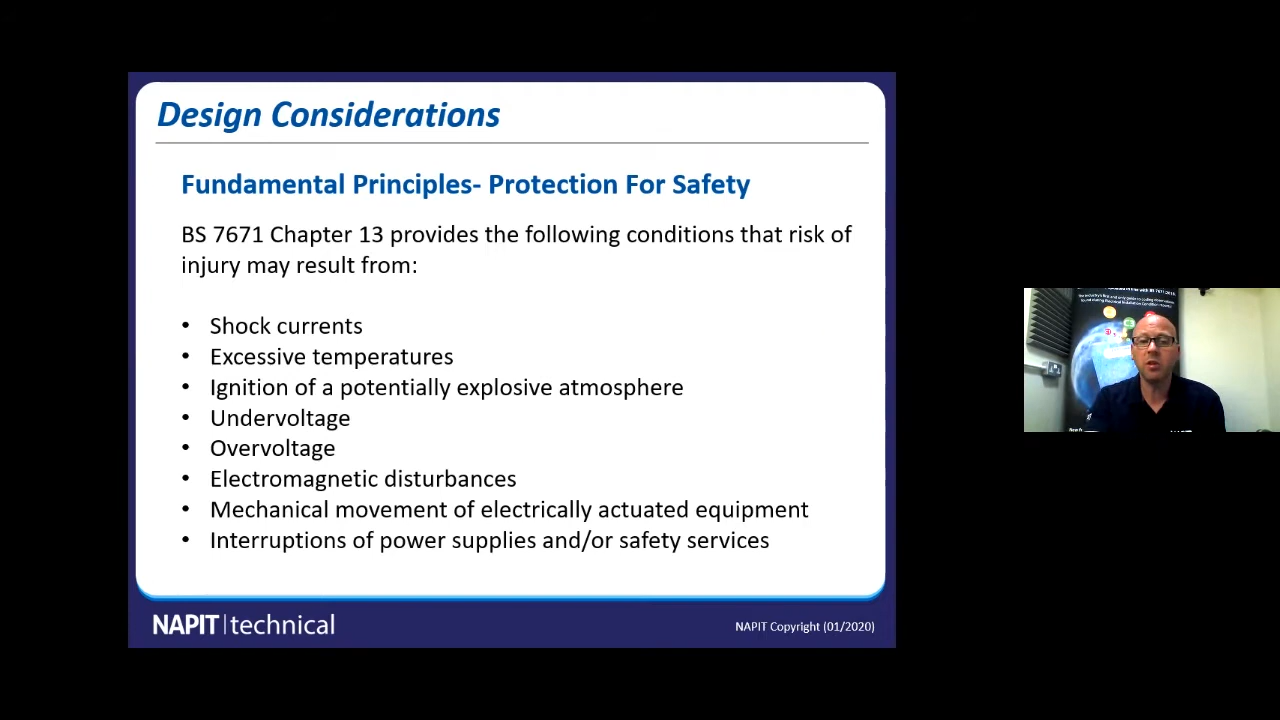 Design Considerations
Fundamental Principles- Protection For Safety
BS 7671 Chapter 13 provides the following conditions that risk of
injury may result from:
• Shock currents
• Excessive temperatures
• Ignition of a potentially explosive atmosphere
• Undervoltage
• Overvoltage
• Electromagnetic disturbances
• Mechanical movement of electrically actuated equipment
• Interruptions of power supplies and/or safety services
NAPIT | technical
NAPIT Copyright (01/2020)
NAPIT